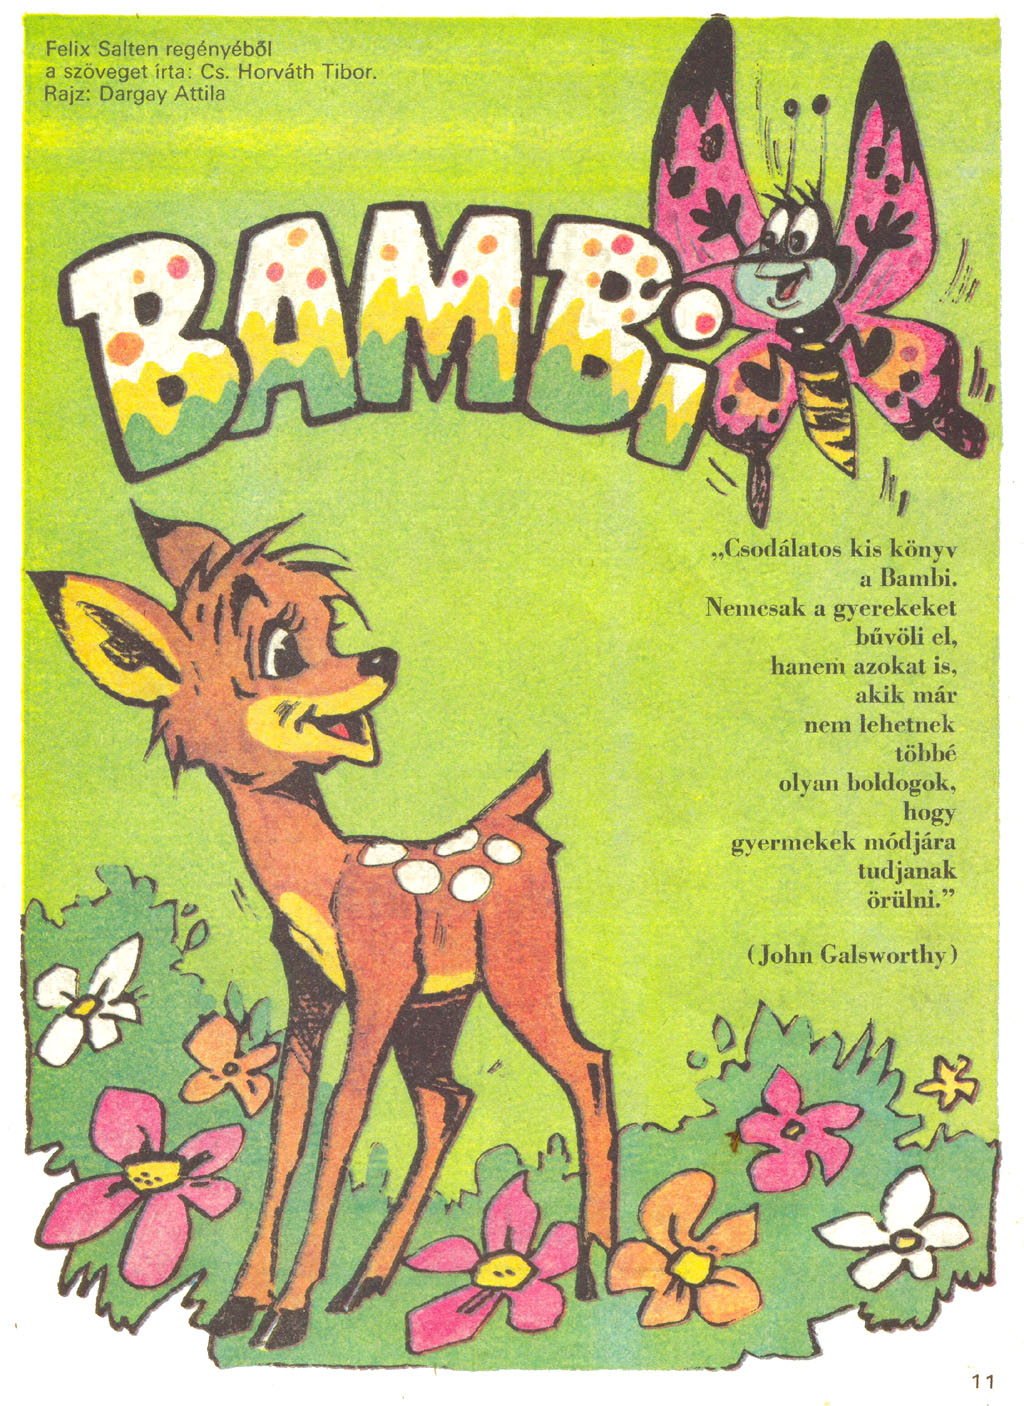 Felix Salten regényéből
a szöveget írta: Cs. Horváth Tibor.
Rajz: Dargay Attila
BAMBi
„Csodálatos kis könyv
a Bambi.
Nemcsak a gyerekeket
bűvöli el,
hanem azokat is,
akik már
nem lehetnek
többé
olyan boldogok,
hogy
gyermekek módjára
tudjanak
örülni.”
(John Galsworthy)
11